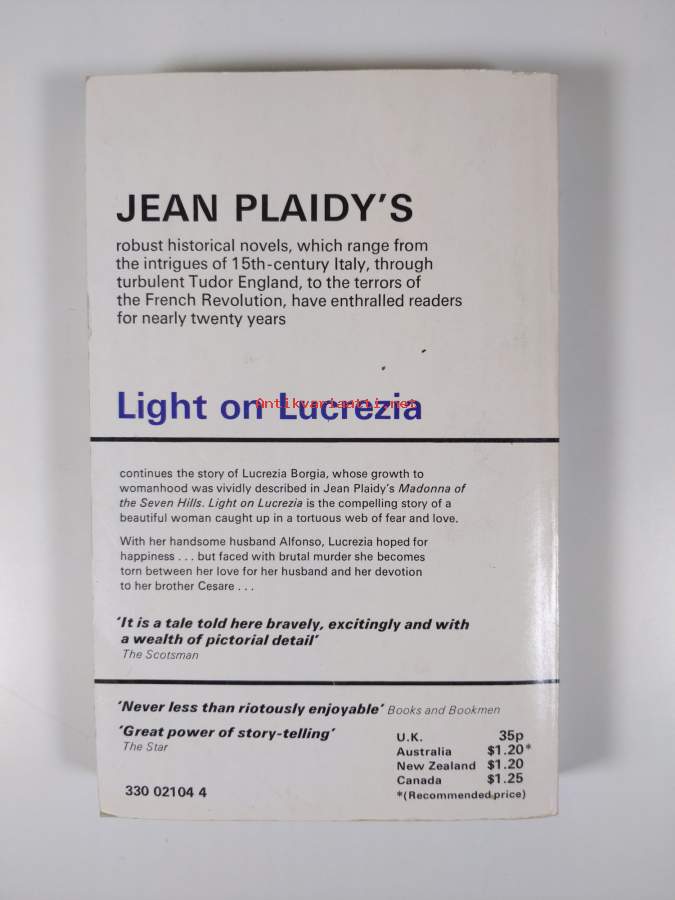 JEAN PLAIDY'S
robust historical novels, which range from
the intrigues of 15th-century Italy, through
turbulent Tudor England, to the terrors of
the French Revolution, have enthralled readers
for nearly twenty years
Light on Lucrezia
Antikvariaatti.net
continues the story of Lucrezia Borgia, whose growth to
womanhood was vividly described in Jean Plaidy's Madonna of
the Seven Hills. Light on Lucrezia is the compelling story of a
beautiful woman caught up in a tortuous web of fear and love.
With her handsome husband Alfonso, Lucrezia hoped for
happiness . . . but faced with brutal murder she becomes
torn between her love for her husband and her devotion
to her brother Cesare . . .
'It is a tale told here bravely, excitingly and with
a wealth of pictorial detail'
The Scotsman
'Never less than riotously enjoyable' Books and Bookmen
'Great power of story-telling'
The Star
U.K. 35p
Australia $1.20*
New Zealand $1.20
Canada $1.25
*(Recommended price)
330 02104 4